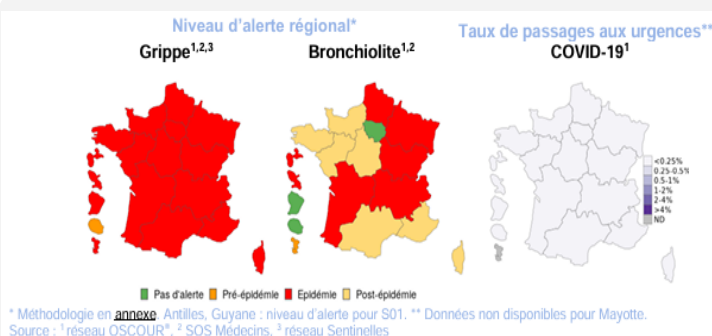 Niveau d'alerte régional*
Taux de passages aux urgences**
Grippe1,2,3
Bronchiolite1,2
COVID-191
<0.25%
0.25-0.5%
0.5-1%
1-2%
2-4%
>4%
ND
Pas d'alerte Pré-épidémie Epidémie Post-épidémie
* Méthodologie en annexe. Antilles, Guyane : niveau d'alerte pour S01. ** Données non disponibles pour Mayotte.
Source : 1 réseau OSCOUR®, 2 SOS Médecins, 3 réseau Sentinelles